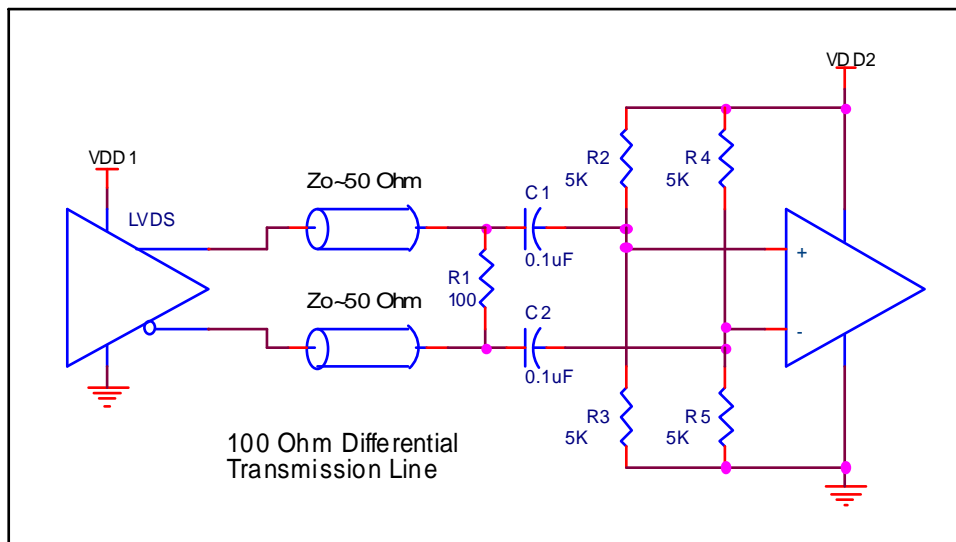 VDD2
VDD1
LVDS
Zo~50 Ohm
C1
0.1uF
R2
5K
R4
5K
R1
100
+
-
Zo~50 Ohm
C2
0.1uF
R3
5K
R5
5K
100 Ohm Differential
Transmission Line